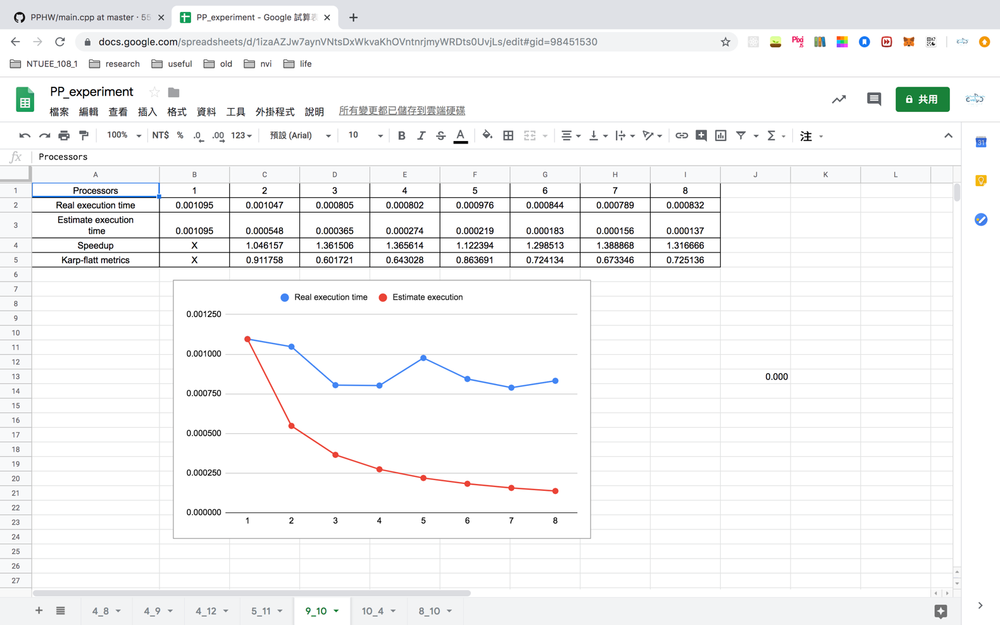 PPHW/main.cpp at master · 55
PP_experiment - Google 試算表
docs.google.com/spreadsheets/d/1izaAZJw7aynVNtsDxWkvaKhOVntnrjmyWRDts0UvjLs/edit#gid=98451530
Pixi JS
NTUEE_108_1 research useful old nvi life
PP_experiment
檔案 編輯 查看 插入 格式 資料 工具 外掛程式 說明 所有變更都已儲存到雲端硬碟
共用
100% NT$ % .0 .00 123 預設 (Arial) 10 B I S A Σ 注
31
fx Processors
A B C D E F G H I J K L
1 Processors 1 2 3 4 5 6 7 8
2 Real execution time 0.001095 0.001047 0.000805 0.000802 0.000976 0.000844 0.000789 0.000832
3 Estimate execution time 0.001095 0.000548 0.000365 0.000274 0.000219 0.000183 0.000156 0.000137
4 Speedup X 1.046157 1.361506 1.365614 1.122394 1.298513 1.388868 1.316666
5 Karp-flatt metrics X 0.911758 0.601721 0.643028 0.863691 0.724134 0.673346 0.725136
6
7
8
9
10
11
12
13 0.000
14
15
16
17
18
19
20
21
22
23
24
25
26
27
Real execution time Estimate execution
0.001250
0.001000
0.000750
0.000500
0.000250
0.000000
1 2 3 4 5 6 7 8
4_8 4_9 4_12 5_11 9_10 10_4 8_10